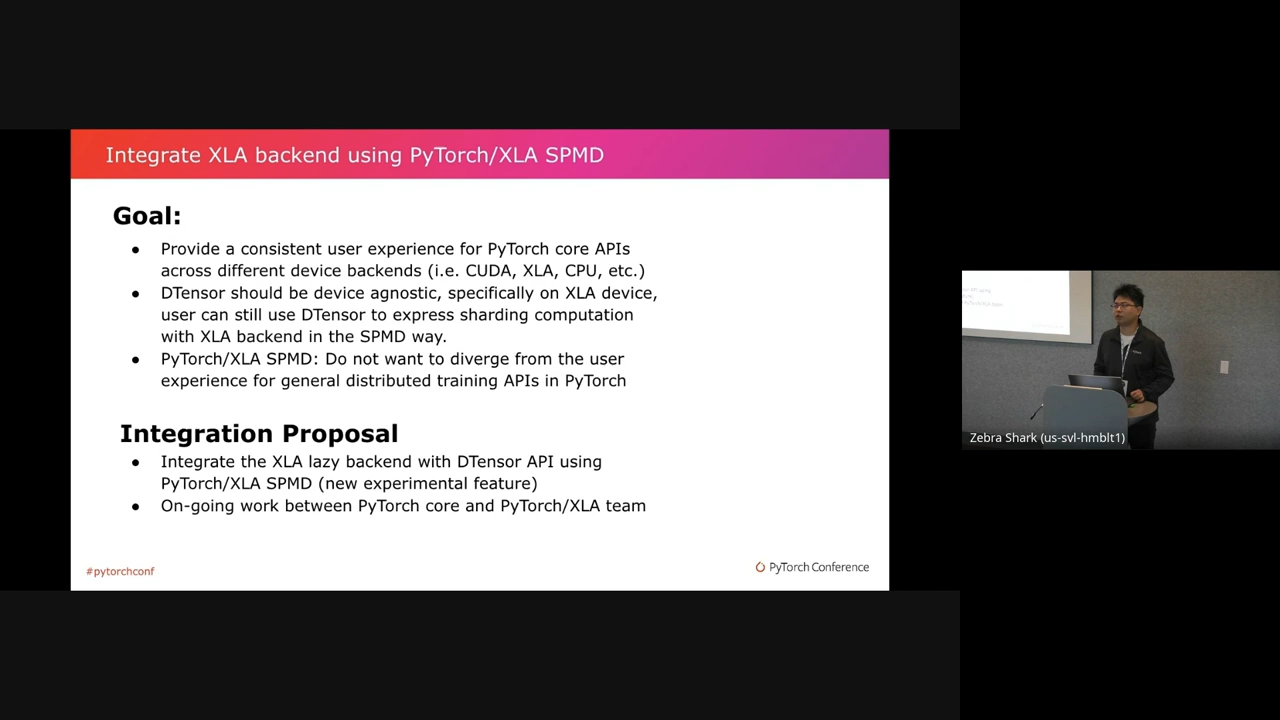 Integrate XLA backend using PyTorch/XLA SPMD
Goal:
● Provide a consistent user experience for PyTorch core APIs
across different device backends (i.e. CUDA, XLA, CPU, etc.)
● DTensor should be device agnostic, specifically on XLA device,
user can still use DTensor to express sharding computation
with XLA backend in the SPMD way.
● PyTorch/XLA SPMD: Do not want to diverge from the user
experience for general distributed training APIs in PyTorch
Integration Proposal
● Integrate the XLA lazy backend with DTensor API using
PyTorch/XLA SPMD (new experimental feature)
● On-going work between PyTorch core and PyTorch/XLA team
#pytorchconf
PyTorch Conference
Zebra Shark (us-svl-hmblt1)